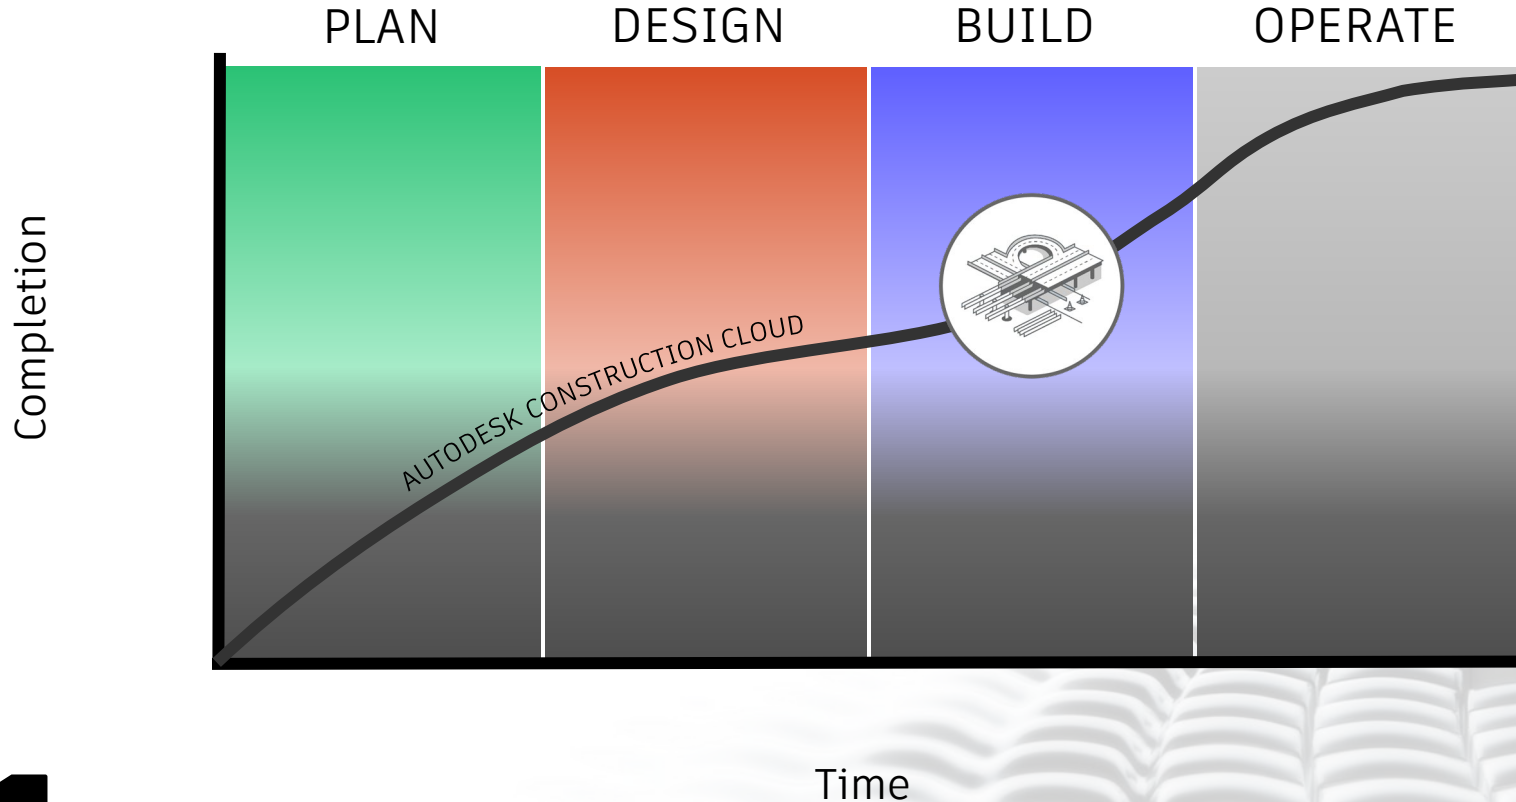 PLAN
DESIGN
BUILD
OPERATE
Completion
AUTODESK CONSTRUCTION CLOUD
Time